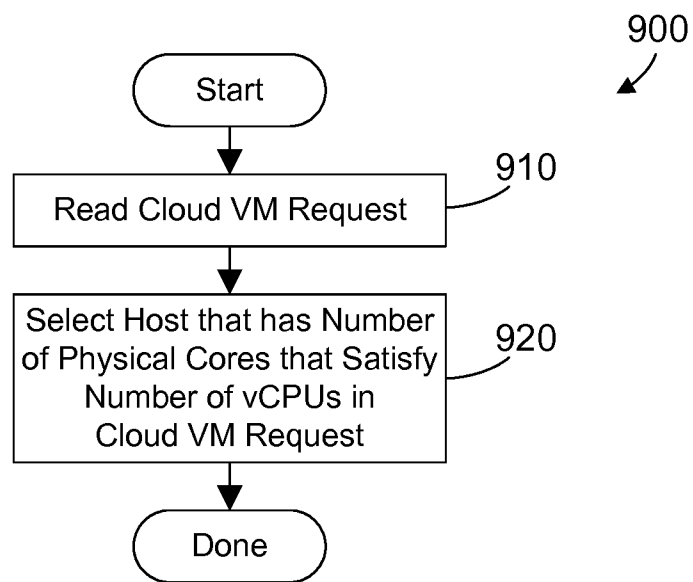 900
Start
910
Read Cloud VM Request
Select Host that has Number
of Physical Cores that Satisfy
Number of vCPUs in
Cloud VM Request
920
Done